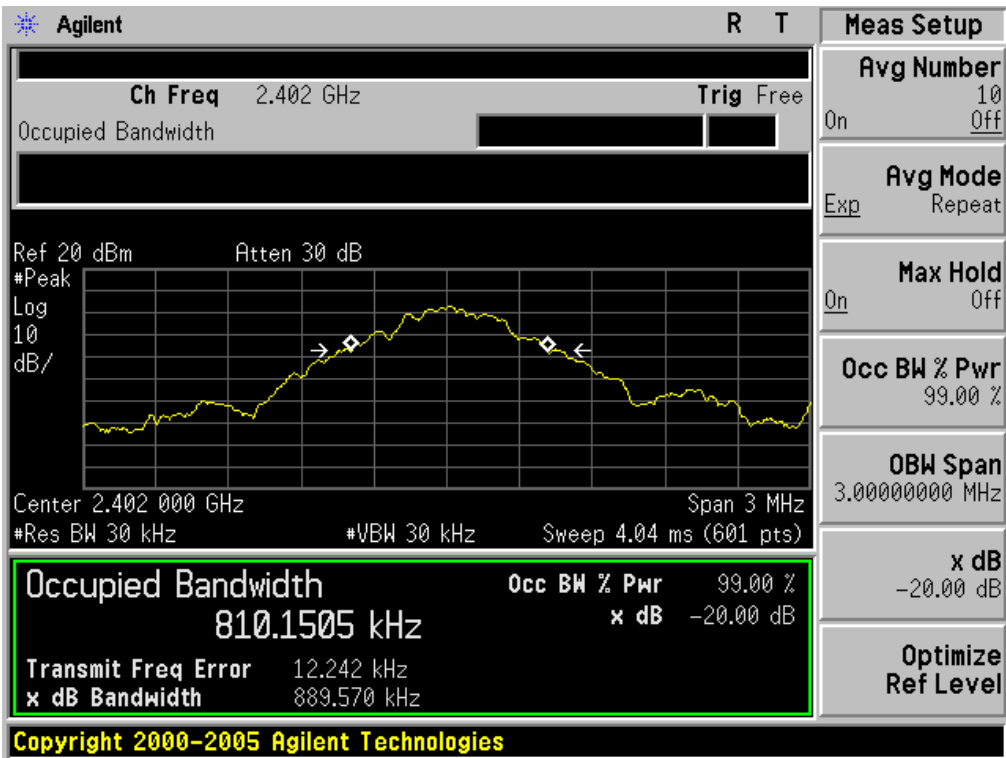 Agilent R T
Ch Freq 2.402 GHz Trig Free
Occupied Bandwidth
Ref 20 dBm Atten 30 dB
#Peak
Log
10
dB/
Center 2.402 000 GHz Span 3 MHz
#Res BW 30 kHz #VBW 30 kHz Sweep 4.04 ms (601 pts)
Occupied Bandwidth Occ BW % Pwr 99.00 %
810.1505 kHz x dB -20.00 dB
Transmit Freq Error 12.242 kHz
x dB Bandwidth 889.570 kHz
Copyright 2000-2005 Agilent Technologies
Meas Setup
Avg Number
10
On Off
Avg Mode
Exp Repeat
Max Hold
On Off
Occ BW % Pwr
99.00 %
OBW Span
3.00000000 MHz
x dB
-20.00 dB
Optimize
Ref Level